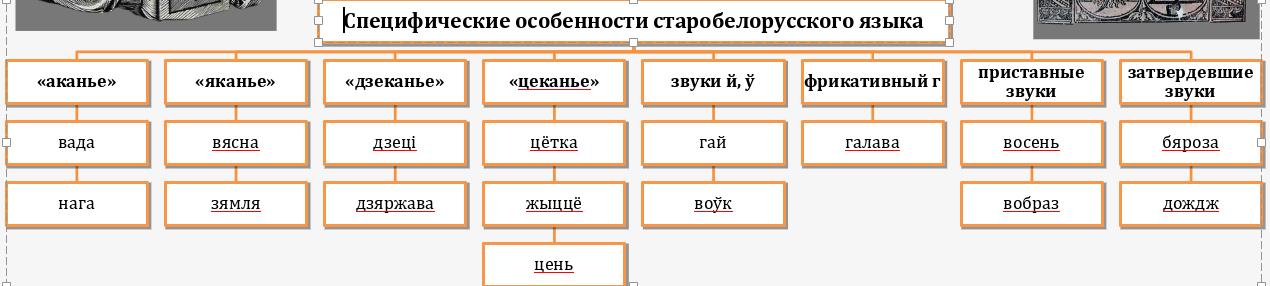 Специфические особенности старобелорусского языка
«аканье»
вада
нага
«яканье»
вясна
зямля
«дзеканье»
дзеці
дзяржава
«цеканье»
цётка
жыццё
цень
звуки й, ў
гай
воўк
фрикативный г
галава
приставные
звуки
восень
вобраз
затвердевшие
звуки
бяроза
дождж